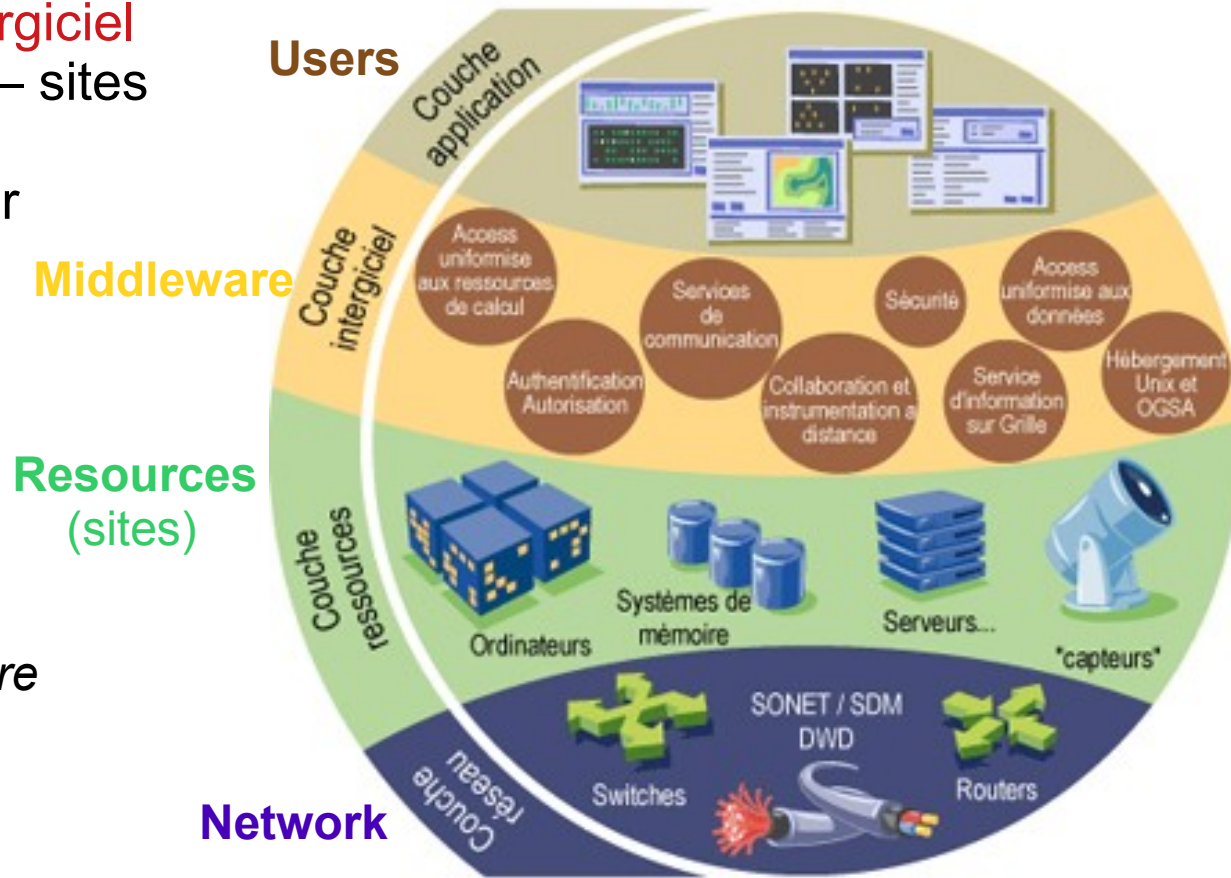 rgiciel
– sites
r
re
Users
Couche
application
Middleware
Couche
intergiciel
Access
uniformise
aux ressources
de calcul
Authentification
Autorisation
Services
de
communication
Collaboration et
instrumentation a
distance
Sécurité
Service
d'information
sur Grille
Access
uniformise aux
données
Hébergement
Unix et
OGSA
Resources
(sites)
Couche
ressources
Ordinateurs
Systèmes de
mémoire
Serveurs...
"capteurs"
Network
Couche
réseau
Switches
SONET / SDM
DWD
Routers